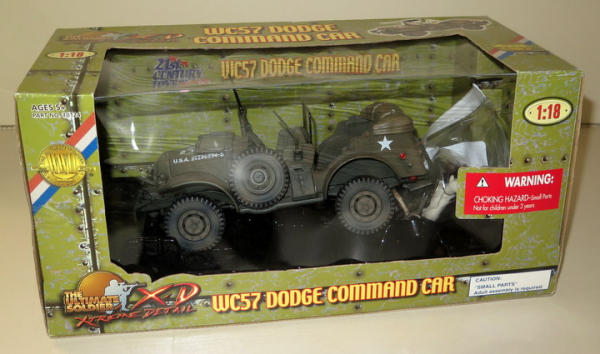 WC57 DODGE
COMMAND CAR
XD
1:18
21st
CENTURY
TOYS
WC57 DODGE COMMAND CAR
AGES 5+
1:18
U.S.A.
WARNING:
CHOKING HAZARD-Small Parts
Not for children under 3 years
THE
ULTIMATE
SOLDIER
XD
XTREME DETAIL
WC57 DODGE COMMAND CAR
CAUTION:
"SMALL PARTS"
Adult assembly is required!